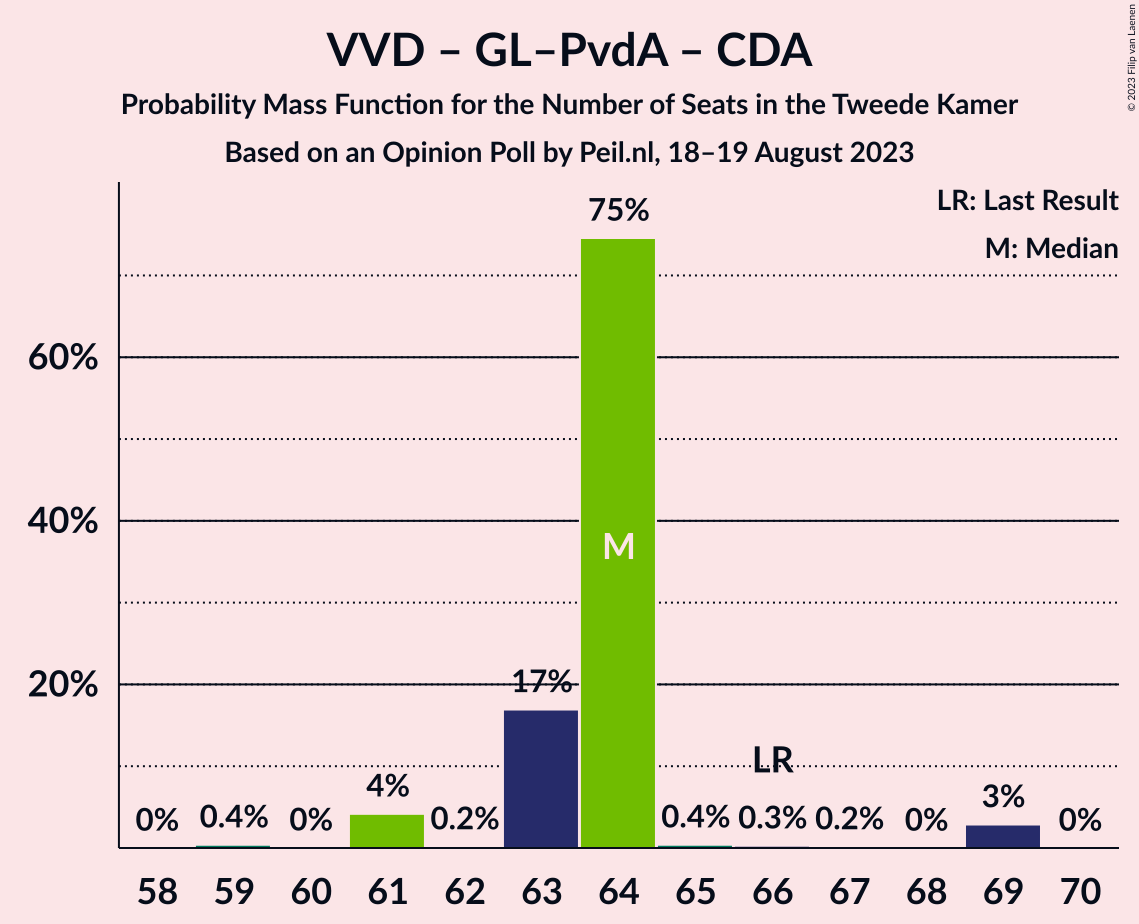 VVD – GL–PvdA – CDA
Probability Mass Function for the Number of Seats in the Tweede Kamer
Based on an Opinion Poll by Peil.nl, 18–19 August 2023
© 2023 Filip van Laenen
LR: Last Result
M: Median
60%
40%
20%
0% 0.4% 0% 4% 0.2% 17% 75% 0.4% 0.3% 0.2% 0% 3% 0%
M
LR
58 59 60 61 62 63 64 65 66 67 68 69 70